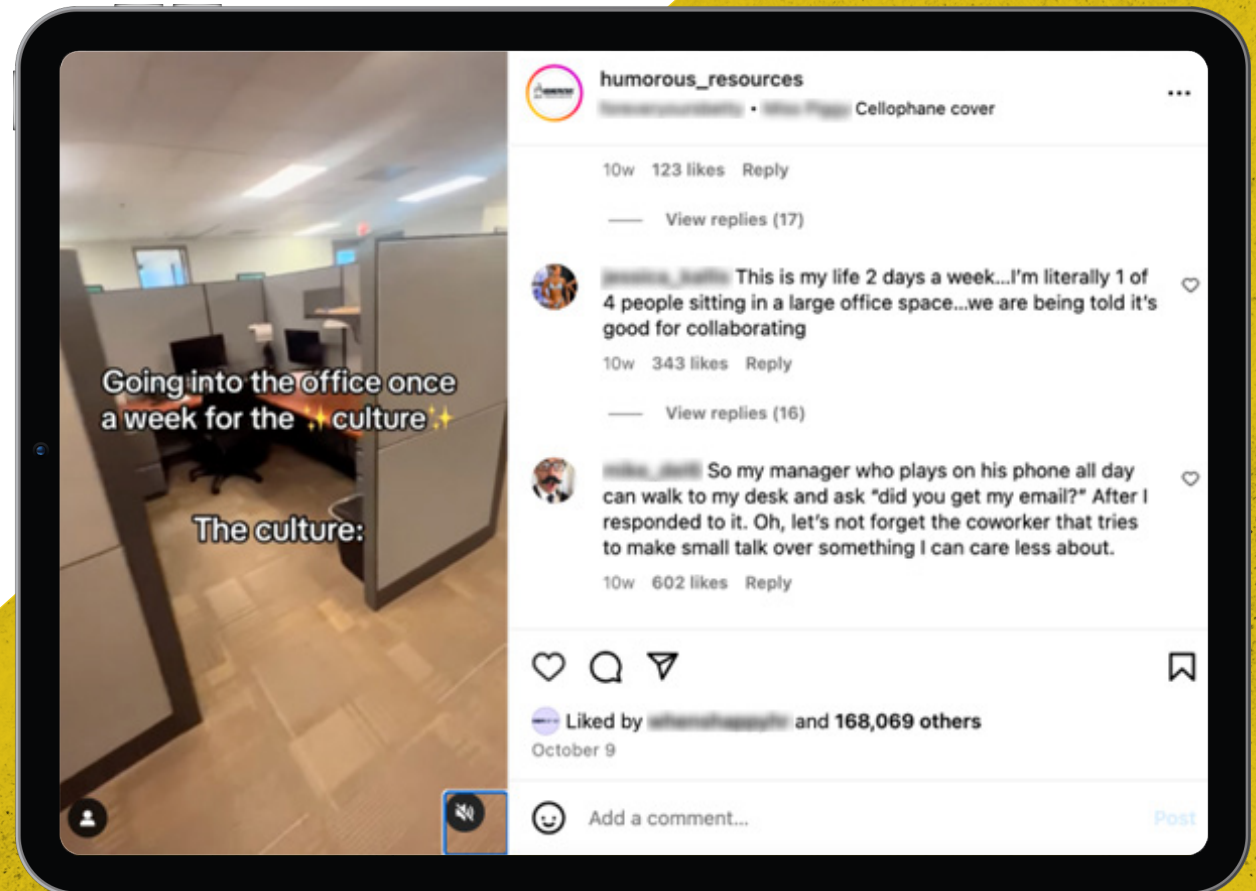 Going into the office once
a week for the ✨culture✨
The culture:
humorous_resources
• Cellophane cover
10w 123 likes Reply
View replies (17)
This is my life 2 days a week...I'm literally 1 of
4 people sitting in a large office space...we are being told it's
good for collaborating
10w 343 likes Reply
View replies (16)
So my manager who plays on his phone all day
can walk to my desk and ask "did you get my email?" After I
responded to it. Oh, let's not forget the coworker that tries
to make small talk over something I can care less about.
10w 602 likes Reply
Liked by and 168,069 others
October 9
Add a comment...
Post